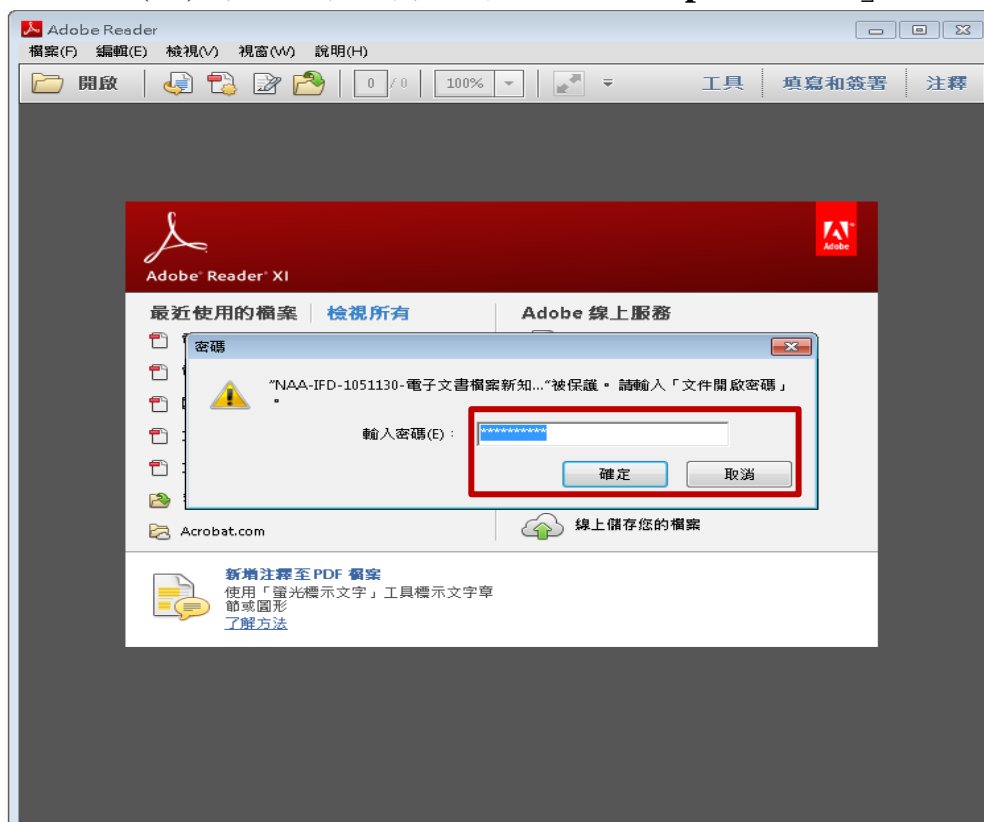 Adobe Reader
檔案(F) 編輯(E) 檢視(V) 視窗(W) 說明(H)
開啟 0 / 0 100% 工具 填寫和簽署 注釋
Adobe
Adobe® Reader® XI
最近使用的檔案 檢視所有 Adobe 線上服務
密碼
"NAA-IFD-1051130-電子文書檔案新知..."被保護。請輸入「文件開啟密碼」
。
輸入密碼(E)： **********
確定 取消
Acrobat.com 線上儲存您的檔案
新增注釋至 PDF 檔案
使用「螢光標示文字」工具標示文字章
節或圖形
了解方法